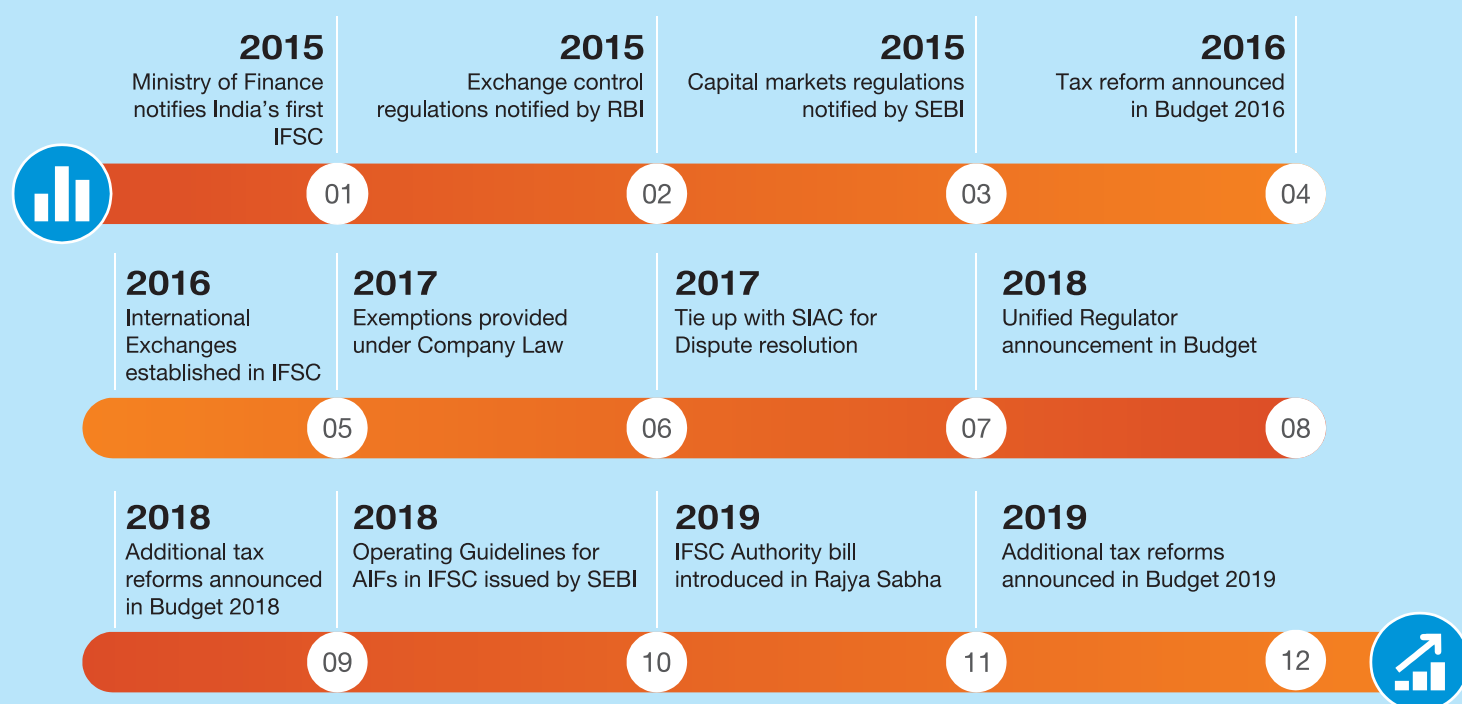 2015
Ministry of Finance
notifies India's first
IFSC
2015
Exchange control
regulations notified by RBI
2015
Capital markets regulations
notified by SEBI
2016
Tax reform announced
in Budget 2016
01
02
03
04
2016
International
Exchanges
established in IFSC
2017
Exemptions provided
under Company Law
2017
Tie up with SIAC for
Dispute resolution
2018
Unified Regulator
announcement in Budget
05
06
07
08
2018
Additional tax
reforms announced
in Budget 2018
2018
Operating Guidelines for
AIFs in IFSC issued by SEBI
2019
IFSC Authority bill
introduced in Rajya Sabha
2019
Additional tax reforms
announced in Budget 2019
09
10
11
12